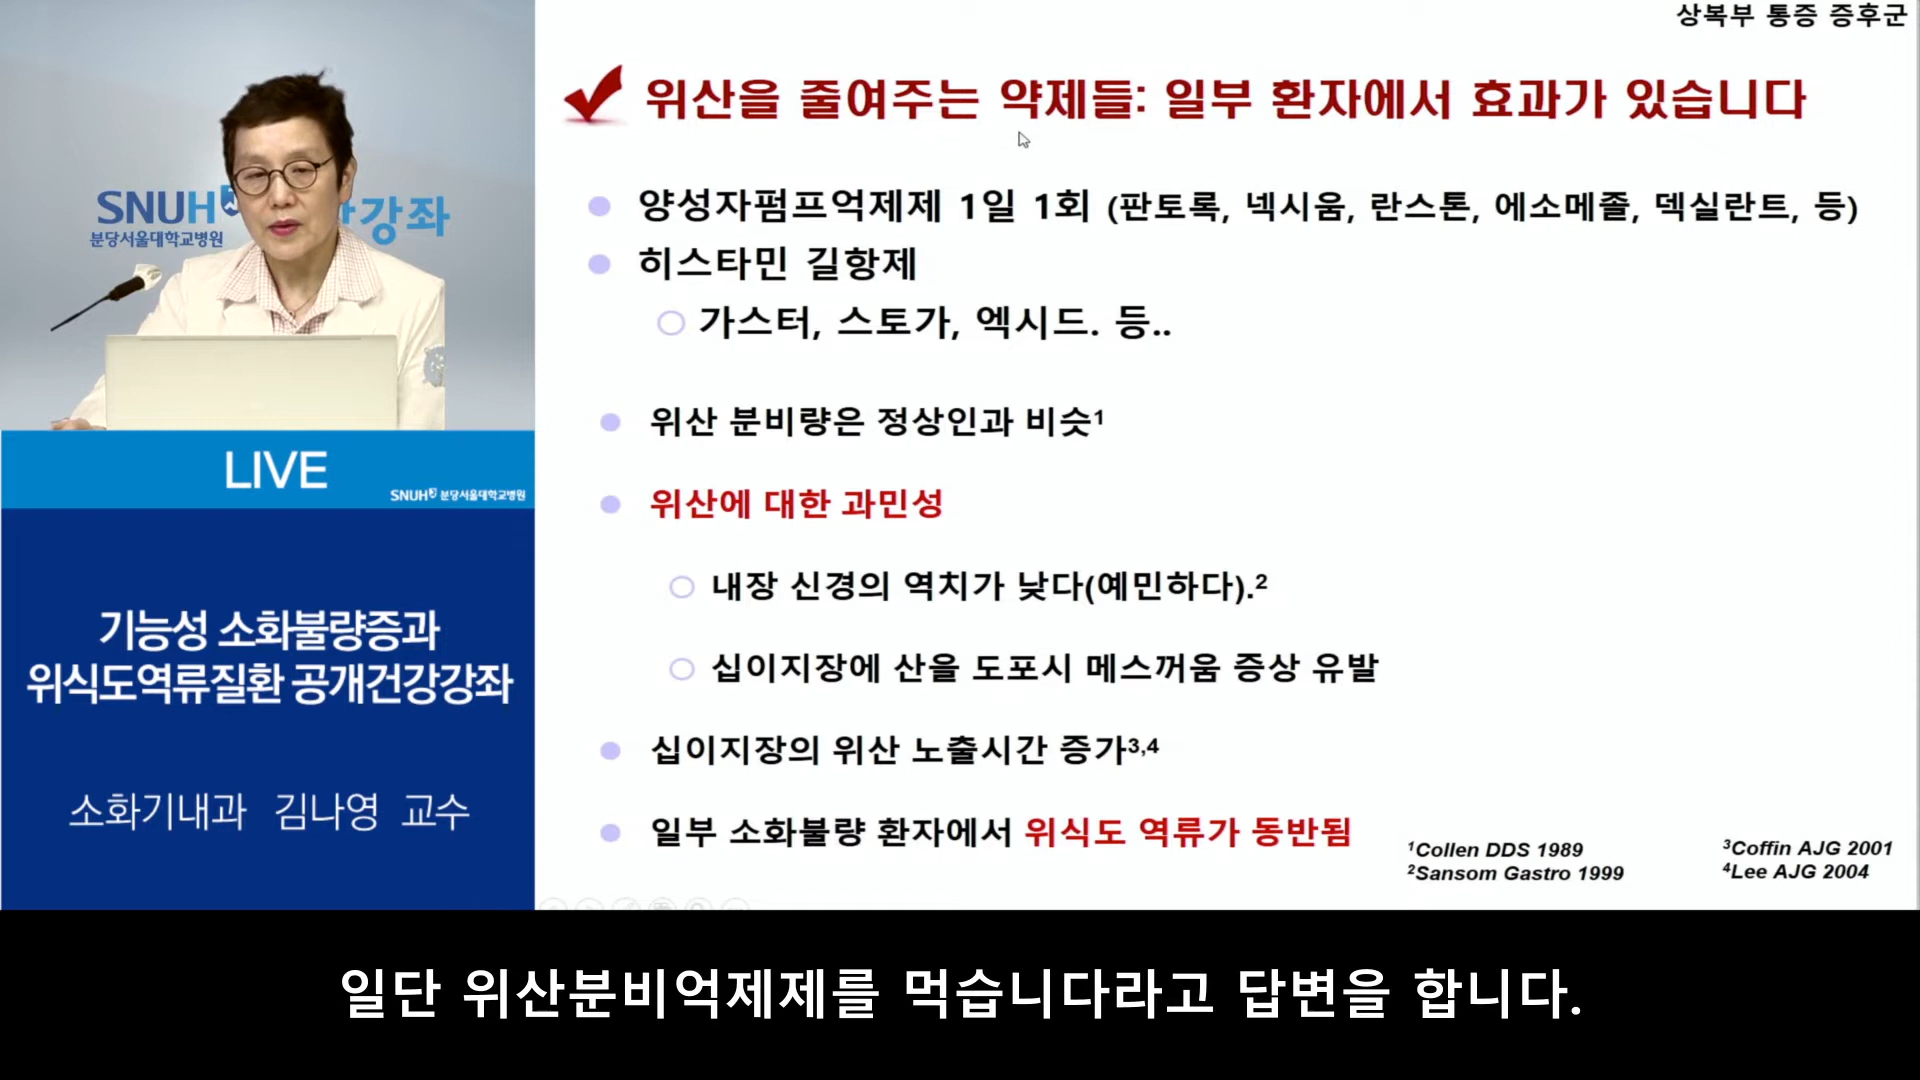 상복부 통증 증후군
위산을 줄여주는 약제들: 일부 환자에서 효과가 있습니다
양성자펌프억제제 1일 1회 (판토록, 넥시움, 란스톤, 에소메졸, 덱실란트, 등)
히스타민 길항제
가스터, 스토가, 엑시드. 등..
위산 분비량은 정상인과 비슷¹
위산에 대한 과민성
내장 신경의 역치가 낮다(예민하다).²
십이지장에 산을 도포시 메스꺼움 증상 유발
십이지장의 위산 노출시간 증가³,⁴
일부 소화불량 환자에서 위식도 역류가 동반됨
¹Collen DDS 1989
²Sansom Gastro 1999
³Coffin AJG 2001
⁴Lee AJG 2004
SNUH
분당서울대학교병원
강좌
LIVE
SNUH 분당서울대학교병원
기능성 소화불량증과
위식도역류질환 공개건강강좌
소화기내과 김나영 교수
일단 위산분비억제제를 먹습니다라고 답변을 합니다.